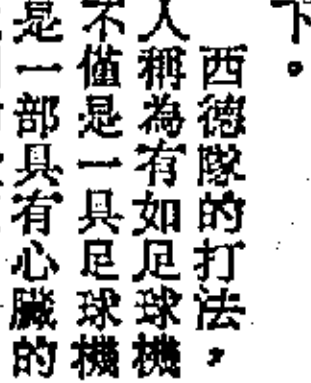 下。
西德隊的打法，
人稱為有如足球機
不僅是一具足球機
是一部具有心臟的